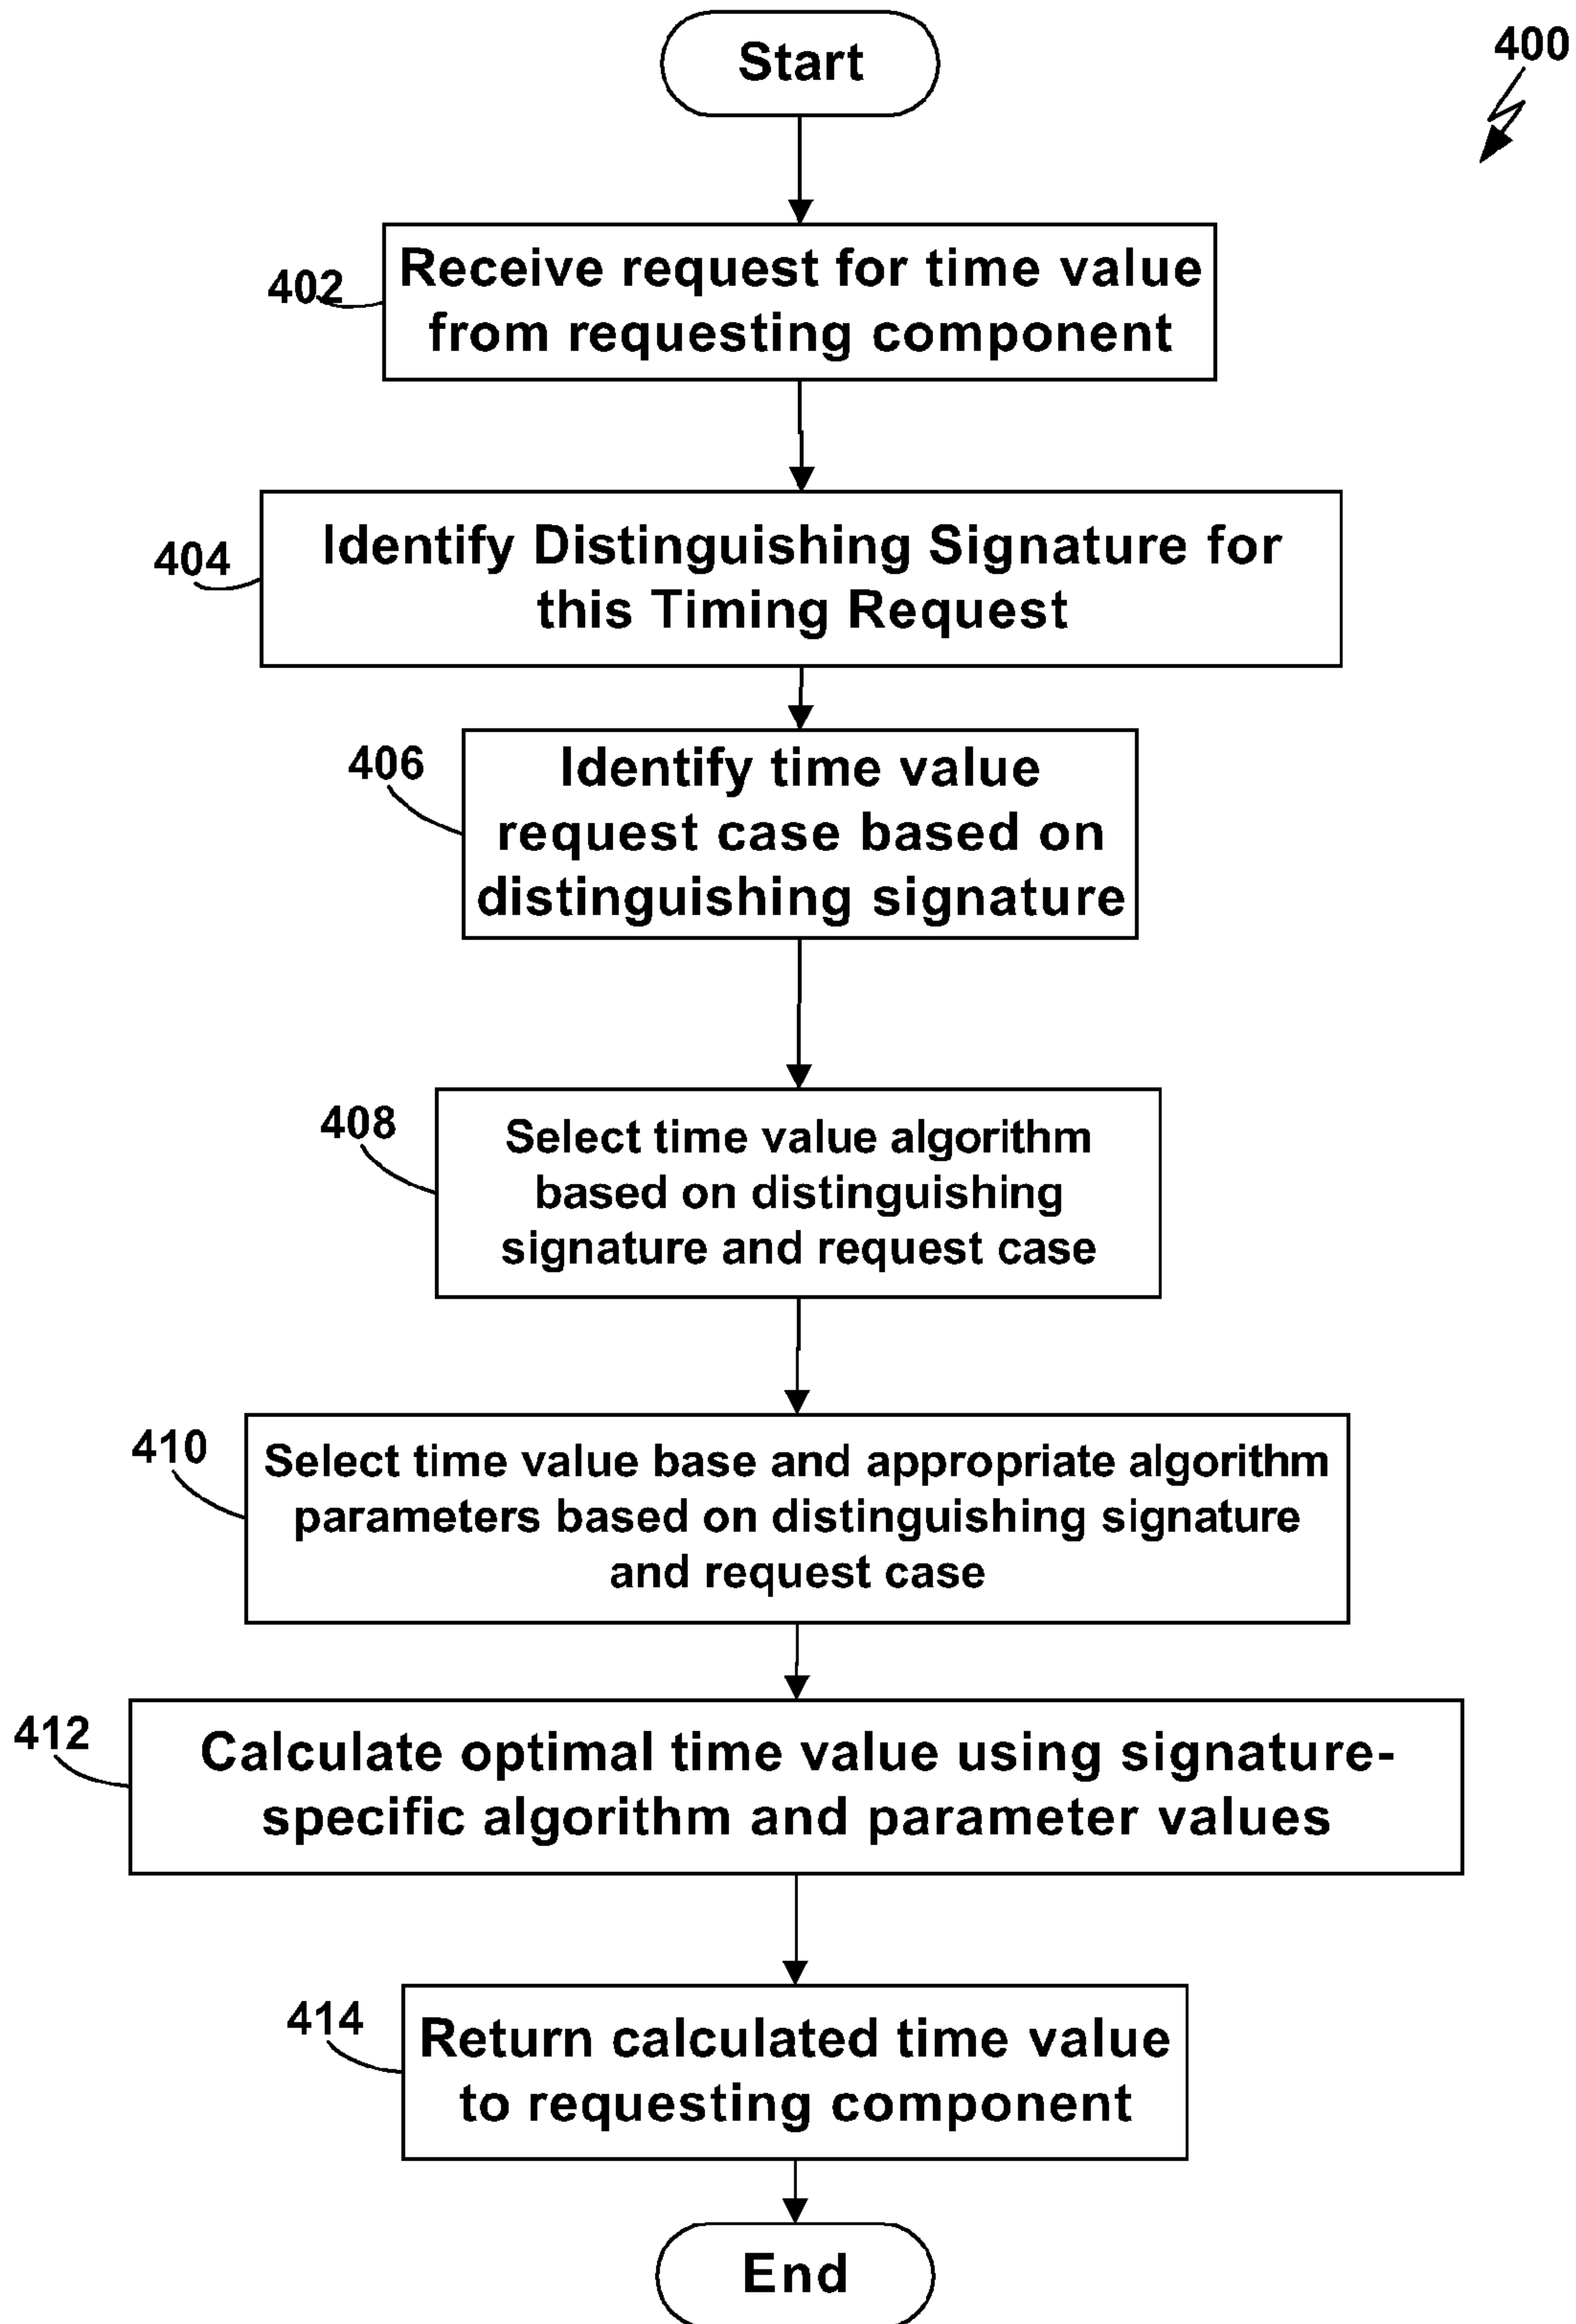 Start
400
402
Receive request for time value
from requesting component
404
Identify Distinguishing Signature for
this Timing Request
406
Identify time value
request case based on
distinguishing signature
408
Select time value algorithm
based on distinguishing
signature and request case
410
Select time value base and appropriate algorithm
parameters based on distinguishing signature
and request case
412
Calculate optimal time value using signature-
specific algorithm and parameter values
414
Return calculated time value
to requesting component
End